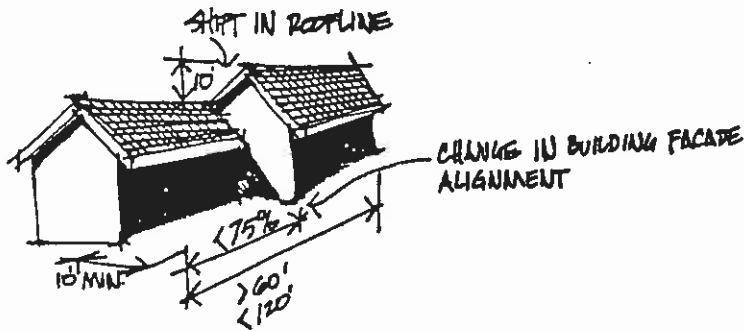 SHIFT IN ROOFLINE
10'
CHANGE IN BUILDING FACADE
ALIGNMENT
<75%
10' MIN.
>60'
<120'